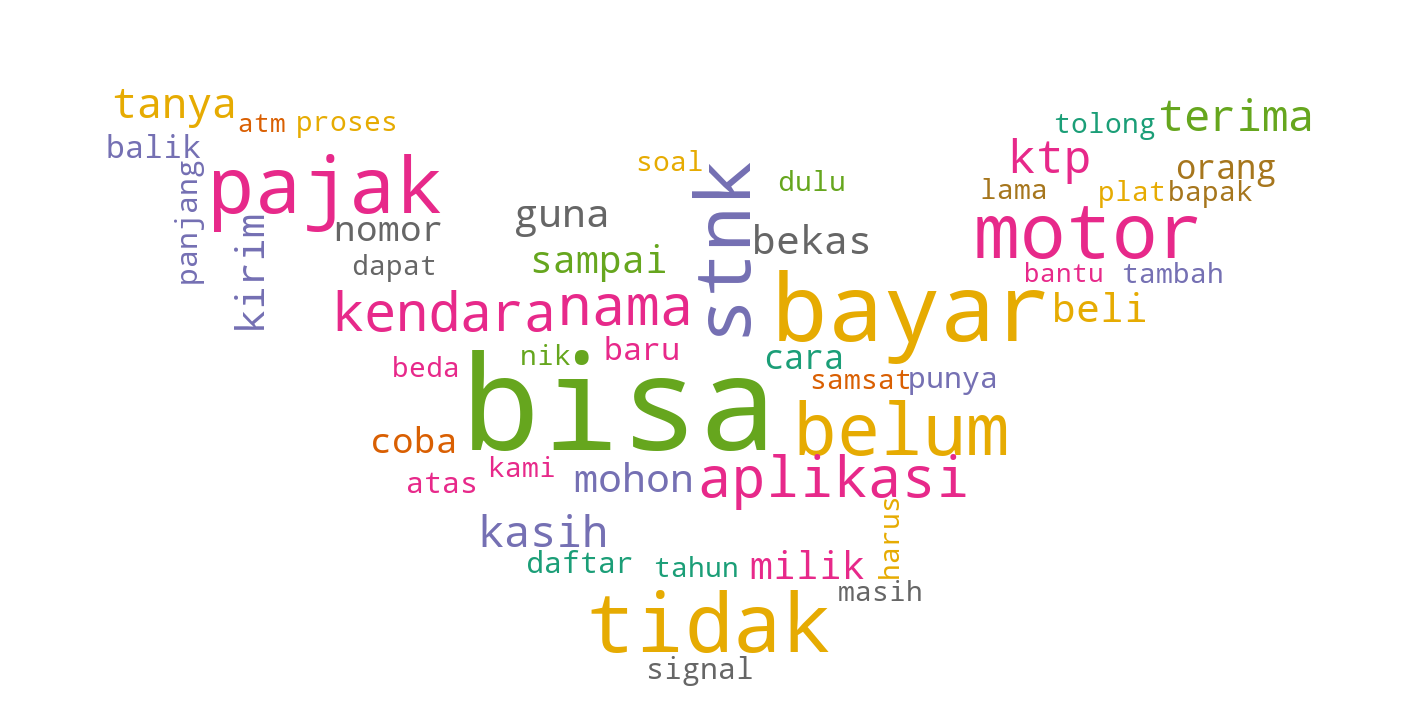 tanya
atm
proses
tolong
terima
balik
ktp
orang
soal
pajak
panjang
stnk
dulu
lama
plat
bapak
nomor
guna
bekas
motor
kirim
dapat
sampai
bantu
tambah
kendara
nama
bayar
beli
beda
nik
baru
cara
samsat
punya
bisa
coba
belum
atas
kami
mohon
aplikasi
kasih
harus
daftar
tahun
milik
masih
tidak
signal